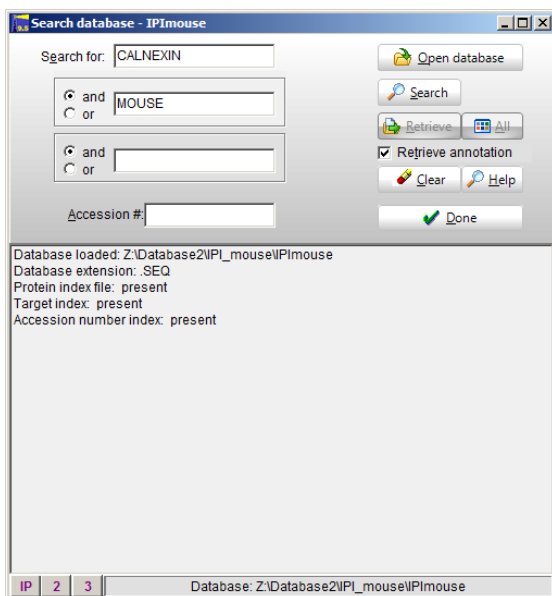 9.5 Search database - IPImouse
Search for: CALNEXIN
Open database
and
or
MOUSE
Search
Retrieve All
and
or
Retrieve annotation
Clear Help
Accession #:
Done
Database loaded: Z:\Database2\IPI_mouse\IPImouse
Database extension: .SEQ
Protein index file: present
Target index: present
Accession number index: present
IP 2 3 Database: Z:\Database2\IPI_mouse\IPImouse